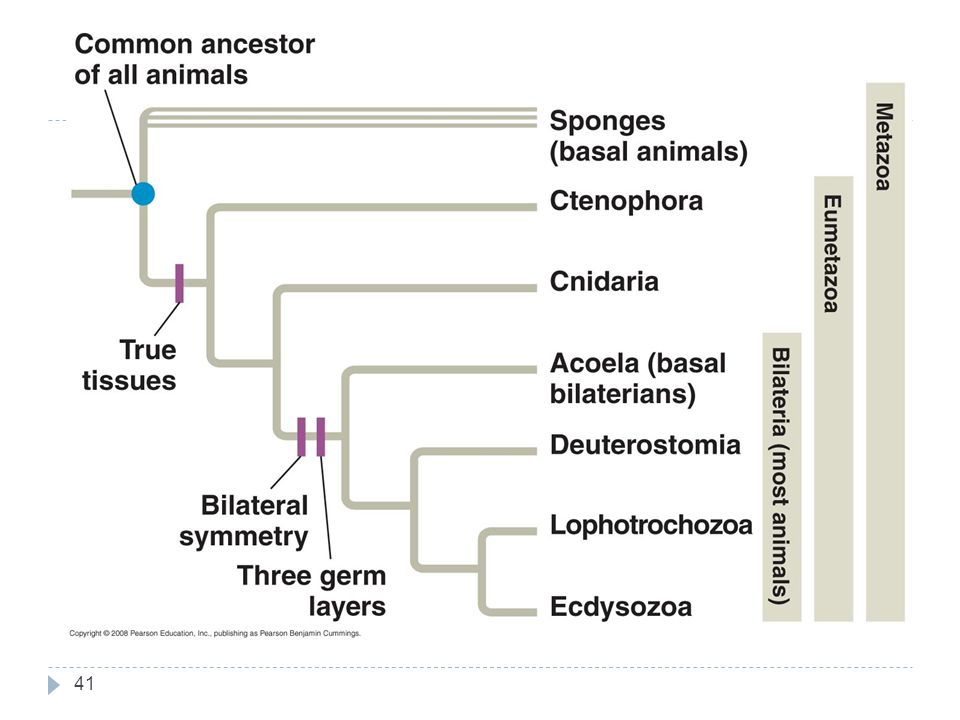 Common ancestor
of all animals
Sponges
(basal animals)
Ctenophora
Cnidaria
True
tissues
Acoela (basal
bilaterians)
Deuterostomia
Bilateral
symmetry
Lophotrochozoa
Three germ
layers
Ecdysozoa
Bilateria (most animals)
Eumetazoa
Metazoa
Copyright © 2008 Pearson Education, Inc., publishing as Pearson Benjamin Cummings.
41